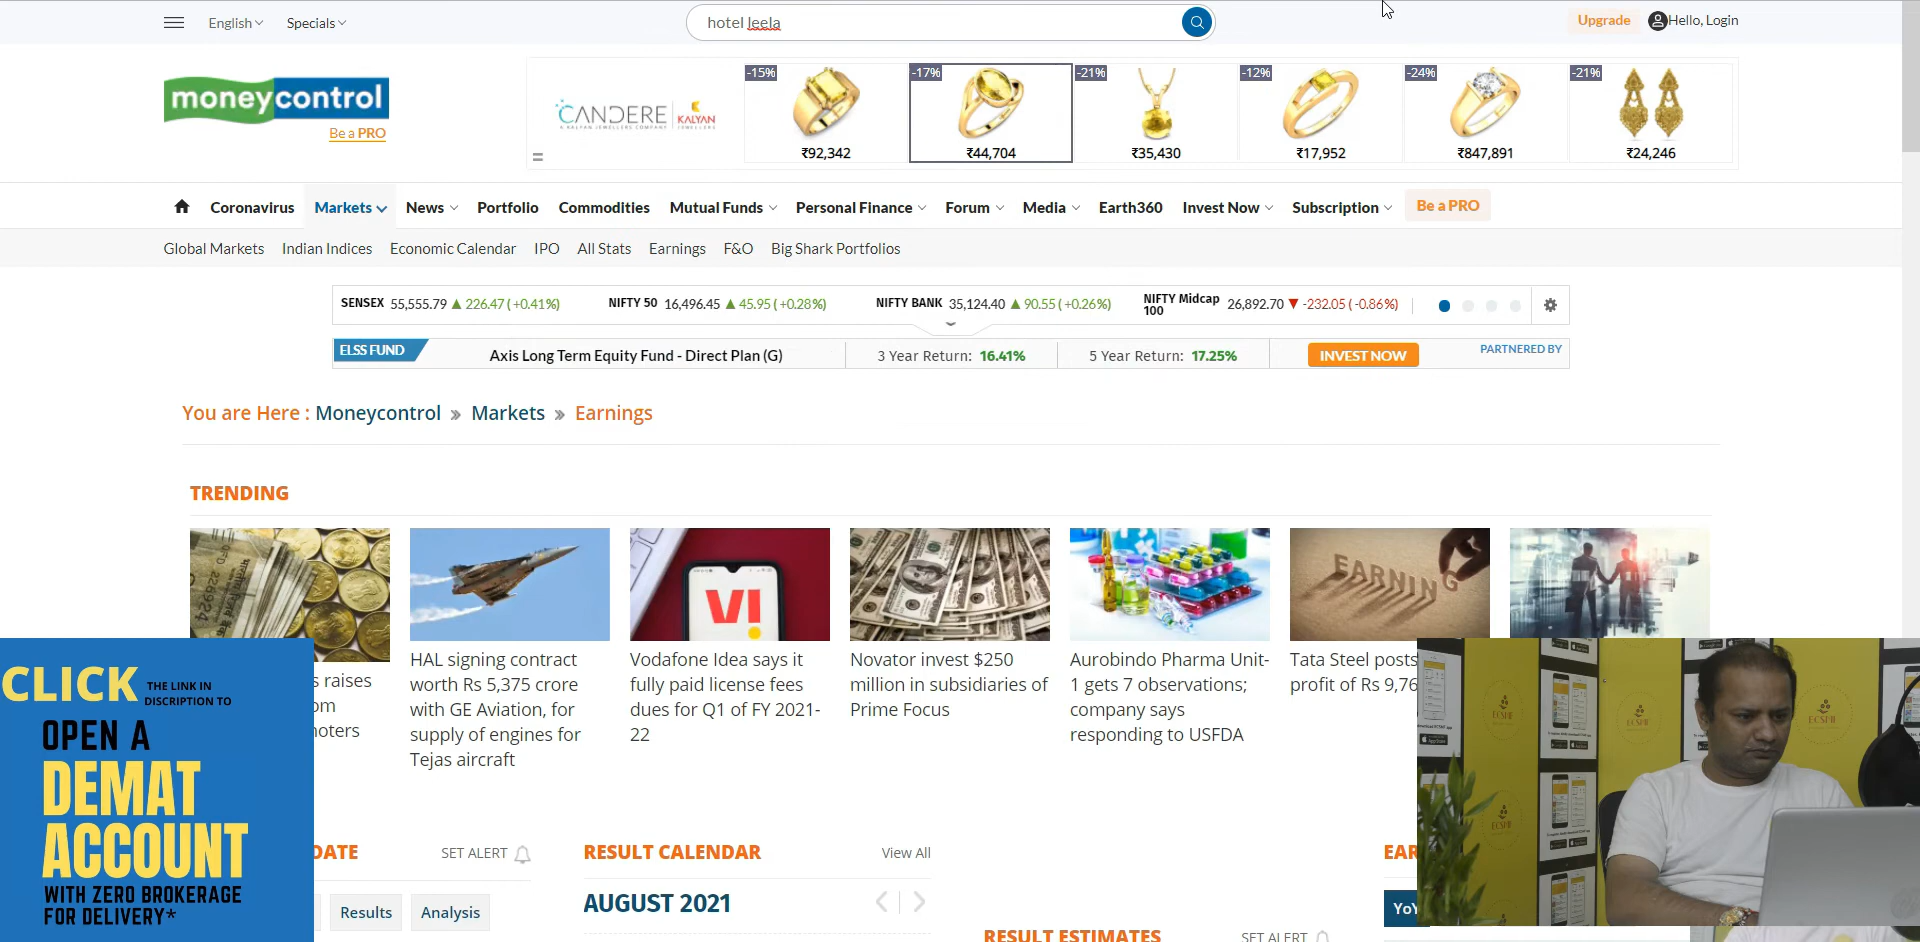 English
Specials
hotel leela
Upgrade
Hello, Login
moneycontrol
Be a PRO
CANDERE
A KALYAN JEWELLERS COMPANY
KALYAN
JEWELLERS
-15%
₹92,342
-17%
₹44,704
-21%
₹35,430
-12%
₹17,952
-24%
₹847,891
-21%
₹24,246
Coronavirus
Markets
News
Portfolio
Commodities
Mutual Funds
Personal Finance
Forum
Media
Earth360
Invest Now
Subscription
Be a PRO
Global Markets
Indian Indices
Economic Calendar
IPO
All Stats
Earnings
F&O
Big Shark Portfolios
SENSEX 55,555.79 ▲ 226.47 (+0.41%)
NIFTY 50 16,496.45 ▲ 45.95 (+0.28%)
NIFTY BANK 35,124.40 ▲ 90.55 (+0.26%)
NIFTY Midcap
100
26,892.70 ▼ -232.05 (-0.86%)
ELSS FUND
Axis Long Term Equity Fund - Direct Plan (G)
3 Year Return: 16.41%
5 Year Return: 17.25%
INVEST NOW
PARTNERED BY
You are Here : Moneycontrol » Markets » Earnings
TRENDING
VI
EARNING
s raises
om
noters
HAL signing contract
worth Rs 5,375 crore
with GE Aviation, for
supply of engines for
Tejas aircraft
Vodafone Idea says it
fully paid license fees
dues for Q1 of FY 2021-
22
Novator invest $250
million in subsidiaries of
Prime Focus
Aurobindo Pharma Unit-
1 gets 7 observations;
company says
responding to USFDA
Tata Steel posts
profit of Rs 9,76
CLICK
THE LINK IN
DISCRIPTION TO
OPEN A
DEMAT
ACCOUNT
WITH ZERO BROKERAGE
FOR DELIVERY*
DATE
SET ALERT
Results
Analysis
RESULT CALENDAR
View All
AUGUST 2021
RESULT ESTIMATES
SET ALERT
EAR
YoY